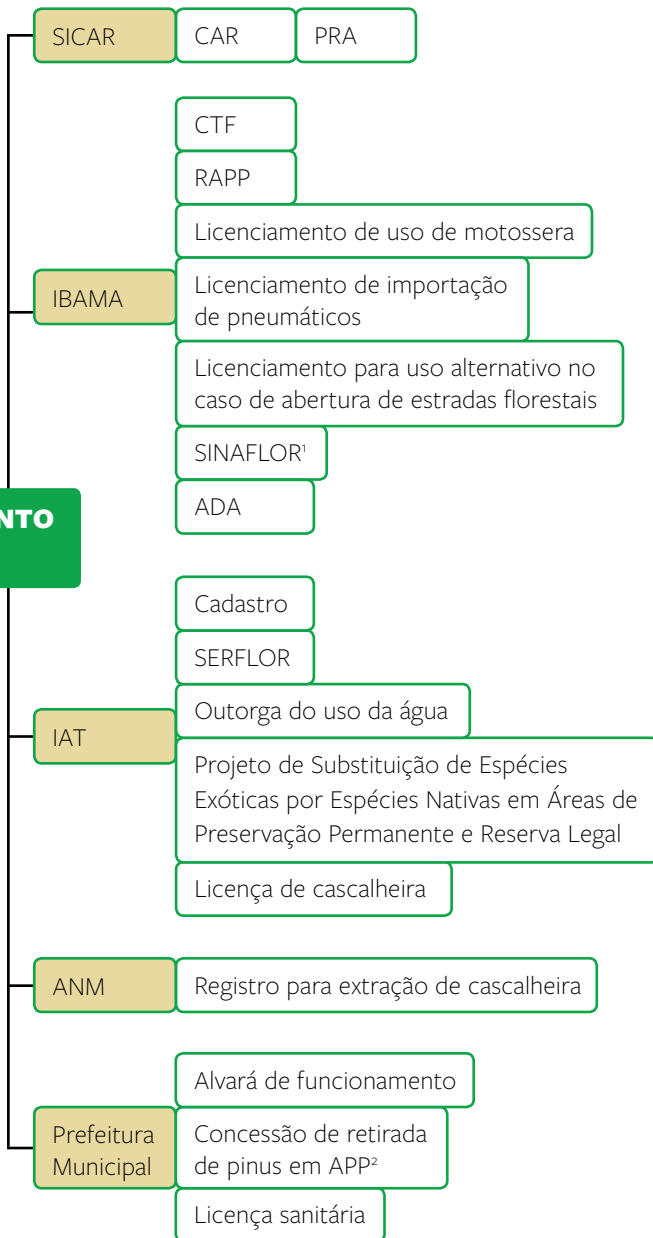 SICAR
CAR
PRA
CTF
RAPP
Licenciamento de uso de motossera
IBAMA
Licenciamento de importação
de pneumáticos
Licenciamento para uso alternativo no
caso de abertura de estradas florestais
SINAFLOR¹
ADA
NTO
Cadastro
SERFLOR
Outorga do uso da água
IAT
Projeto de Substituição de Espécies
Exóticas por Espécies Nativas em Áreas de
Preservação Permanente e Reserva Legal
Licença de cascalheira
ANM
Registro para extração de cascalheira
Alvará de funcionamento
Prefeitura
Municipal
Concessão de retirada
de pinus em APP²
Licença sanitária